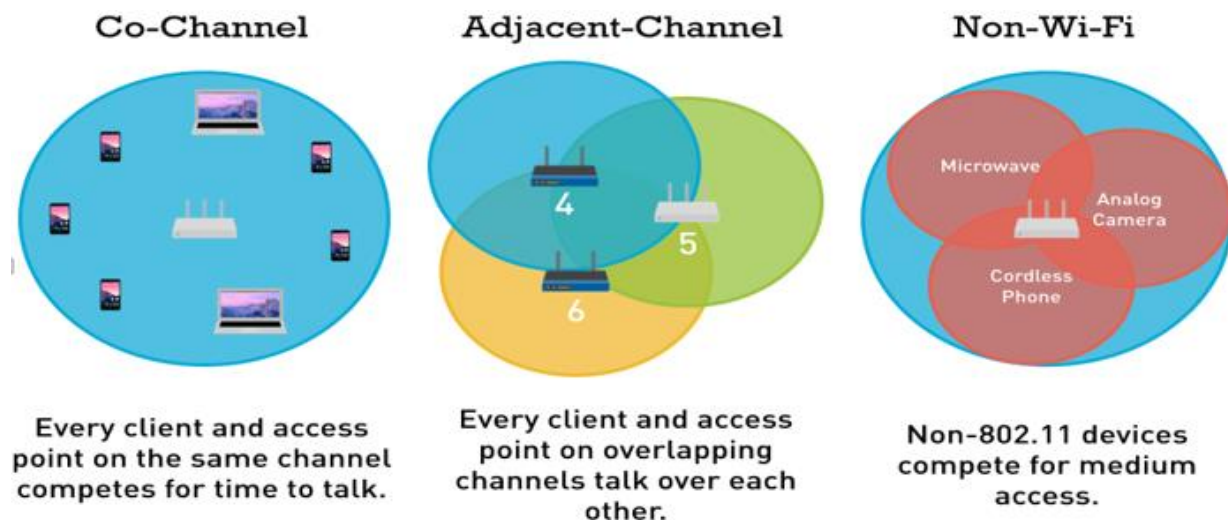 Co-Channel
Every client and access
point on the same channel
competes for time to talk.
Adjacent-Channel
4
5
6
Every client and access
point on overlapping
channels talk over each
other.
Non-Wi-Fi
Microwave
Analog
Camera
Cordless
Phone
Non-802.11 devices
compete for medium
access.